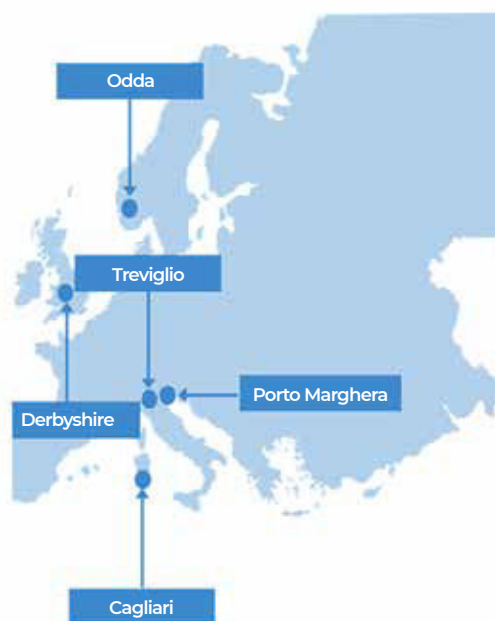 Odda
Treviglio
Porto Marghera
Derbyshire
Cagliari